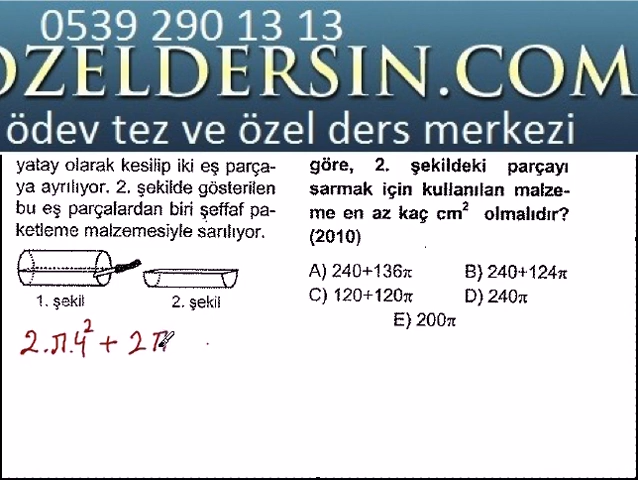 0539 290 13 13
OZELDERSIN.COM
ödev tez ve özel ders merkezi
yatay olarak kesilip iki eş parça-
ya ayrılıyor. 2. şekilde gösterilen
bu eş parçalardan biri şeffaf pa-
ketleme malzemesiyle sarılıyor.
1. şekil
2. şekil
2.π.4² + 2π
göre, 2. şekildeki parçayı
sarmak için kullanılan malze-
me en az kaç cm² olmalıdır?
(2010)
A) 240+136π
B) 240+124π
C) 120+120π
D) 240π
E) 200π